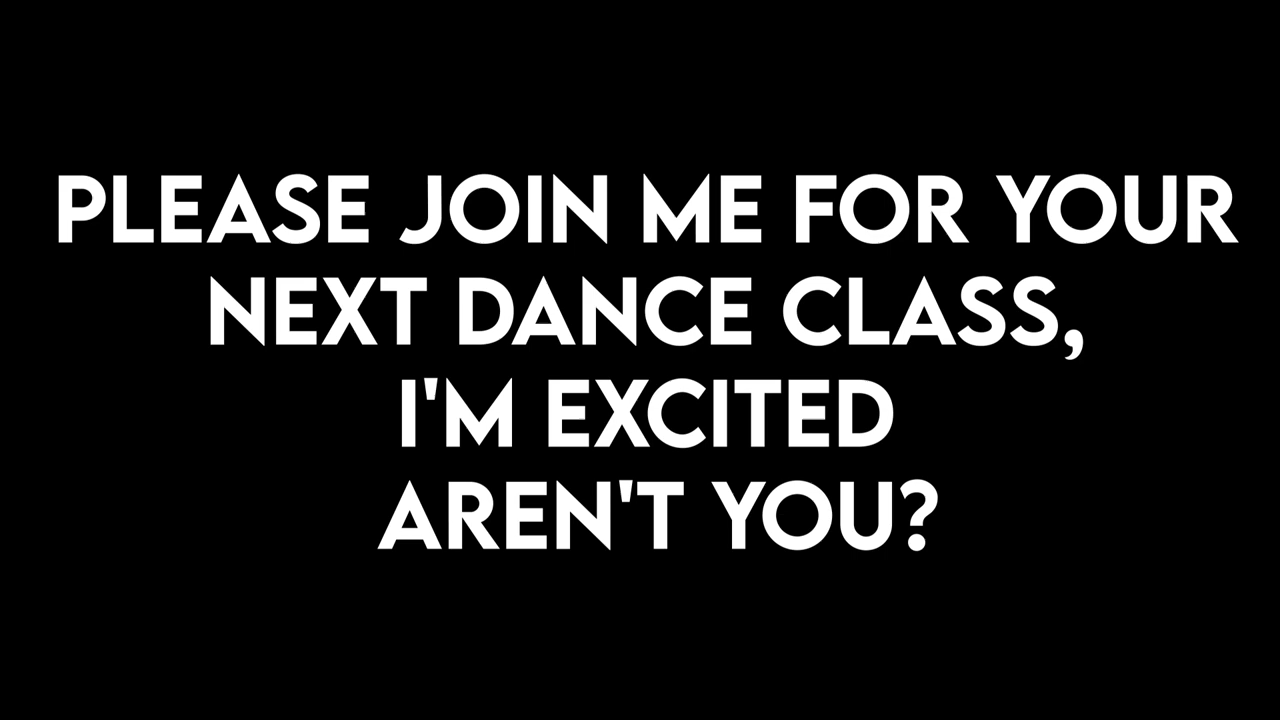 PLEASE JOIN ME FOR YOUR
NEXT DANCE CLASS,
I'M EXCITED
AREN'T YOU?